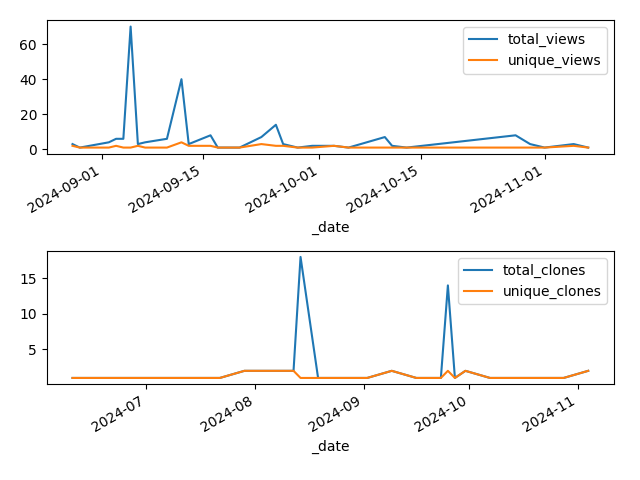 total_views
unique_views
60
40
20
0
2024-09-01
2024-09-15
2024-10-01
2024-10-15
2024-11-01
_date
total_clones
unique_clones
15
10
5
2024-07
2024-08
2024-09
2024-10
2024-11
_date